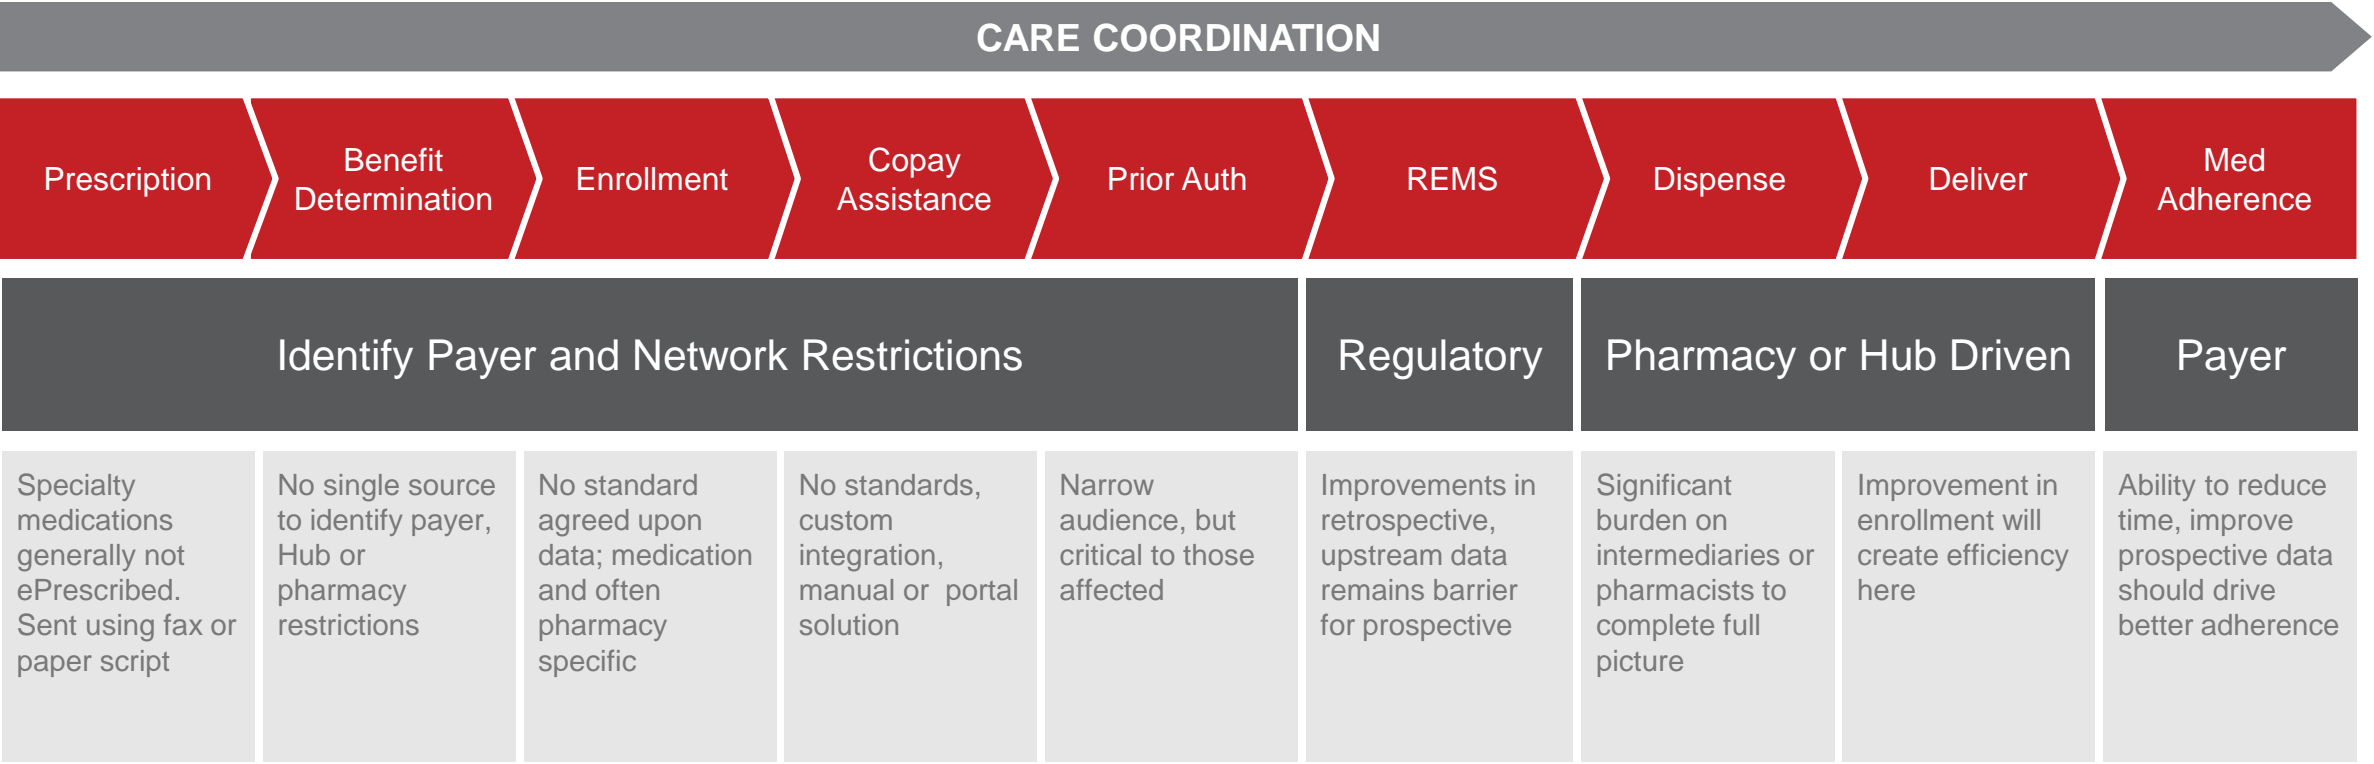 CARE COORDINATION
Prescription
Benefit
Determination
Enrollment
Copay
Assistance
Prior Auth
REMS
Dispense
Deliver
Med
Adherence
Identify Payer and Network Restrictions
Regulatory
Pharmacy or Hub Driven
Payer
Specialty
medications
generally not
ePrescribed.
Sent using fax or
paper script
No single source
to identify payer,
Hub or
pharmacy
restrictions
No standard
agreed upon
data; medication
and often
pharmacy
specific
No standards,
custom
integration,
manual or  portal
solution
Narrow
audience, but
critical to those
affected
Improvements in
retrospective,
upstream data
remains barrier
for prospective
Significant
burden on
intermediaries or
pharmacists to
complete full
picture
Improvement in
enrollment will
create efficiency
here
Ability to reduce
time, improve
prospective data
should drive
better adherence